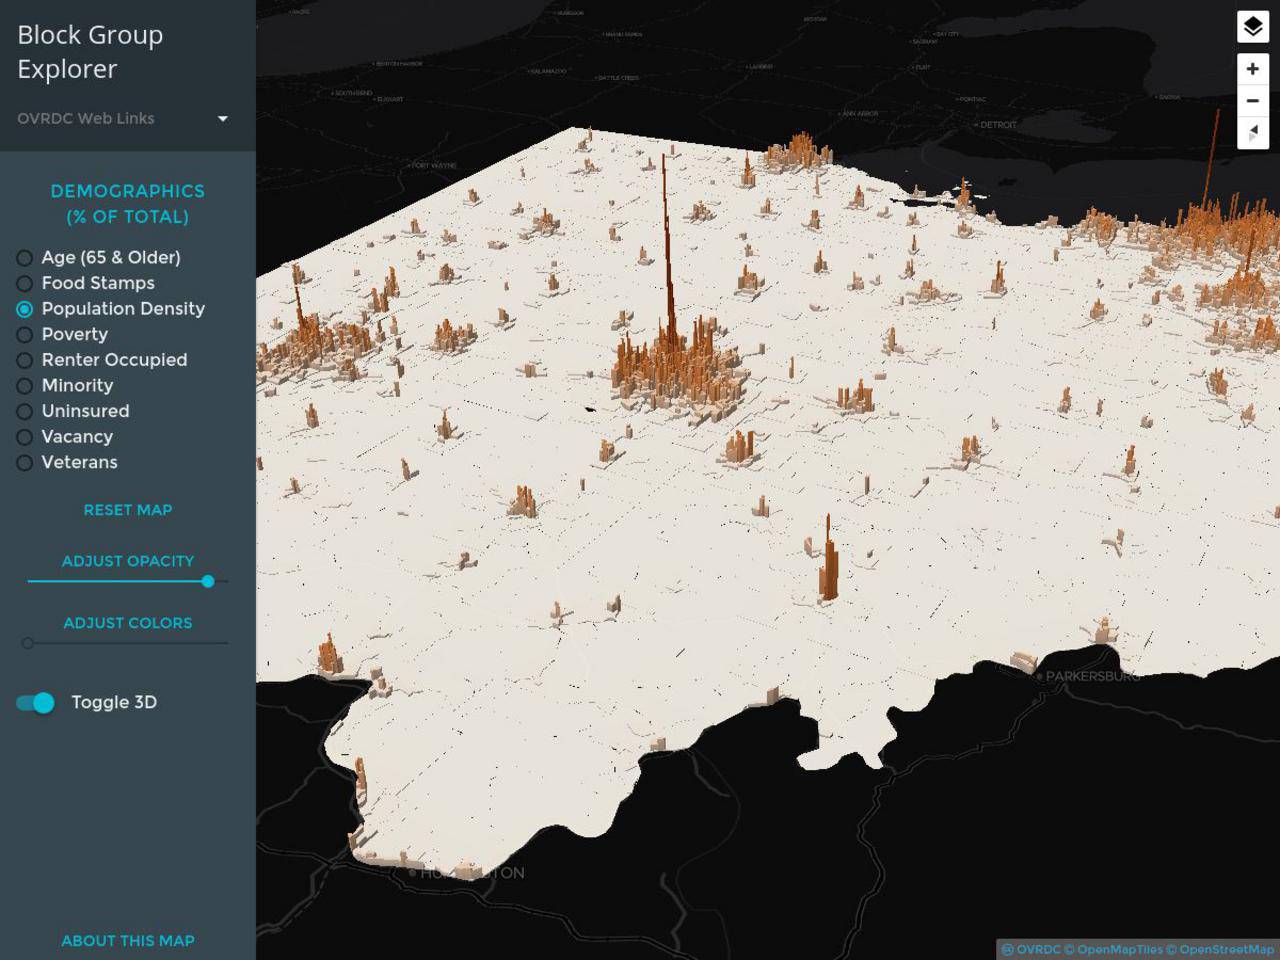 Block Group
Explorer
OVRDC Web Links
DEMOGRAPHICS
(% OF TOTAL)
Age (65 & Older)
Food Stamps
Population Density
Poverty
Renter Occupied
Minority
Uninsured
Vacancy
Veterans
RESET MAP
ADJUST OPACITY
ADJUST COLORS
Toggle 3D
ABOUT THIS MAP
MUSKEGON
GRAND RAPIDS
MIDLAND
BAY CITY
SAGINAW
BENTON HARBOR
KALAMAZOO
BATTLE CREEK
LANSING
FLINT
SOUTH BEND
ELKHART
PONTIAC
SARNIA
ANN ARBOR
DETROIT
FORT WAYNE
PARKERSBURG
© OVRDC © OpenMapTiles © OpenStreetMap